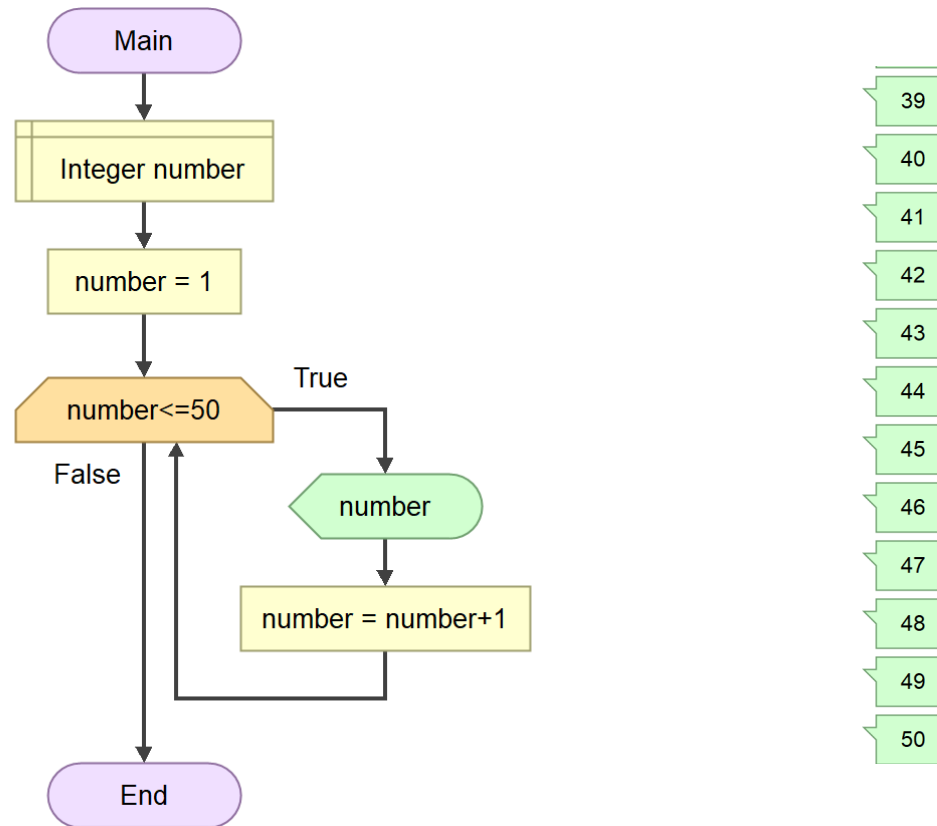 Main
Integer number
number = 1
number<=50
True
False
number
number = number+1
End
39
40
41
42
43
44
45
46
47
48
49
50